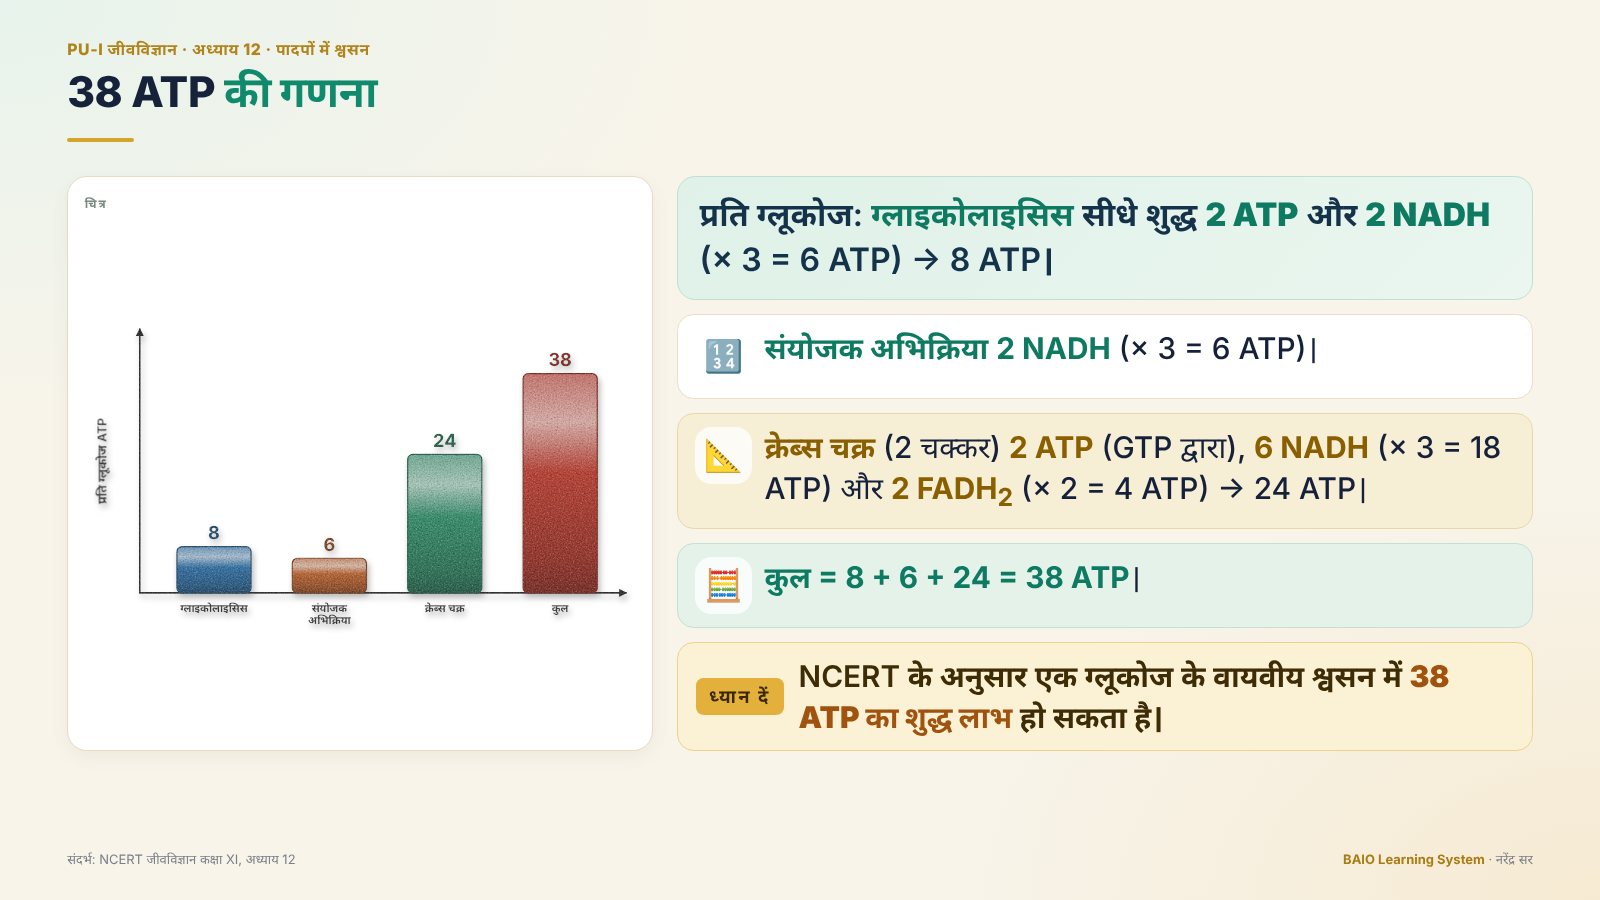 PU-I जीवविज्ञान · अध्याय 12 · पादपों में श्वसन
38 ATP की गणना
चित्र
प्रति ग्लूकोज ATP
8
6
24
38
ग्लाइकोलाइसिस
संयोजक
अभिक्रिया
क्रेब्स चक्र
कुल
प्रति ग्लूकोज: ग्लाइकोलाइसिस सीधे शुद्ध 2 ATP और 2 NADH
(× 3 = 6 ATP) → 8 ATP|
संयोजक अभिक्रिया 2 NADH (× 3 = 6 ATP)|
क्रेब्स चक्र (2 चक्कर) 2 ATP (GTP द्वारा), 6 NADH (× 3 = 18
ATP) और 2 FADH₂ (× 2 = 4 ATP) → 24 ATP|
कुल = 8 + 6 + 24 = 38 ATP|
ध्यान दें
NCERT के अनुसार एक ग्लूकोज के वायवीय श्वसन में 38
ATP का शुद्ध लाभ हो सकता है|
संदर्भ: NCERT जीवविज्ञान कक्षा XI, अध्याय 12
BAIO Learning System · नरेंद्र सर